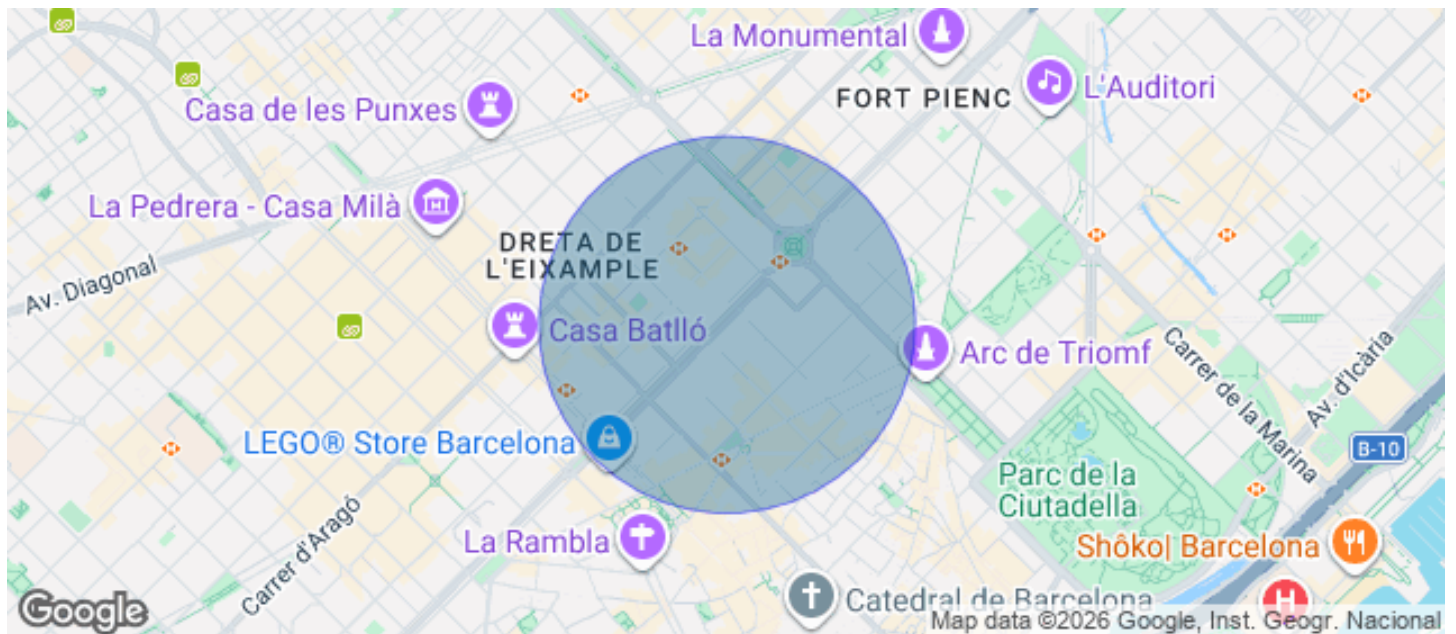 La Monumental
FORT PIENC
L'Auditori
Casa de les Punxes
La Pedrera - Casa Milà
DRETA DE
L'EIXAMPLE
Av. Diagonal
Casa Batlló
Arc de Triomf
Carrer de la Marina
Av. d'Icària
LEGO® Store Barcelona
B-10
Parc de la
Ciutadella
Carrer d'Aragó
La Rambla
Shôko| Barcelona
Catedral de Barcelona
H
Google
Map data ©2026 Google, Inst. Geogr. Nacional